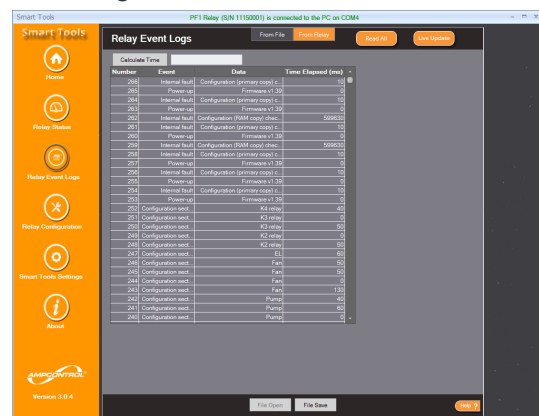 Smart Tools
PF1 Relay (S/N 11150001) is connected to the PC on COM4
Smart Tools
Home
Relay Status
Relay Event Logs
Relay Configuration
Smart Tools Settings
About
AMPCONTROL
Version 3.0.4
Relay Event Logs
From File
From Relay
Read All
Live Update
Calculate Time
Number Event Data Time Elapsed (ms)
266 Internal fault Configuration (primary copy) c... 10
265 Power-up Firmware v1.39 0
264 Internal fault Configuration (primary copy) c... 10
263 Power-up Firmware v1.39 0
262 Internal fault Configuration (RAM copy) chec... 599630
261 Internal fault Configuration (primary copy) c... 10
260 Power-up Firmware v1.39 0
259 Internal fault Configuration (RAM copy) chec... 599630
258 Internal fault Configuration (primary copy) c... 10
257 Power-up Firmware v1.39 0
256 Internal fault Configuration (primary copy) c... 10
255 Power-up Firmware v1.39 0
254 Internal fault Configuration (primary copy) c... 10
253 Power-up Firmware v1.39 0
252 Configuration sect... K4 relay 40
251 Configuration sect... K3 relay 0
250 Configuration sect... K3 relay 50
249 Configuration sect... K2 relay 0
248 Configuration sect... K2 relay 50
247 Configuration sect... EL 60
246 Configuration sect... Fan 50
245 Configuration sect... Fan 50
244 Configuration sect... Fan 0
243 Configuration sect... Fan 130
242 Configuration sect... Pump 40
241 Configuration sect... Pump 60
240 Configuration sect... Pump 0
File Open
File Save
Help ?